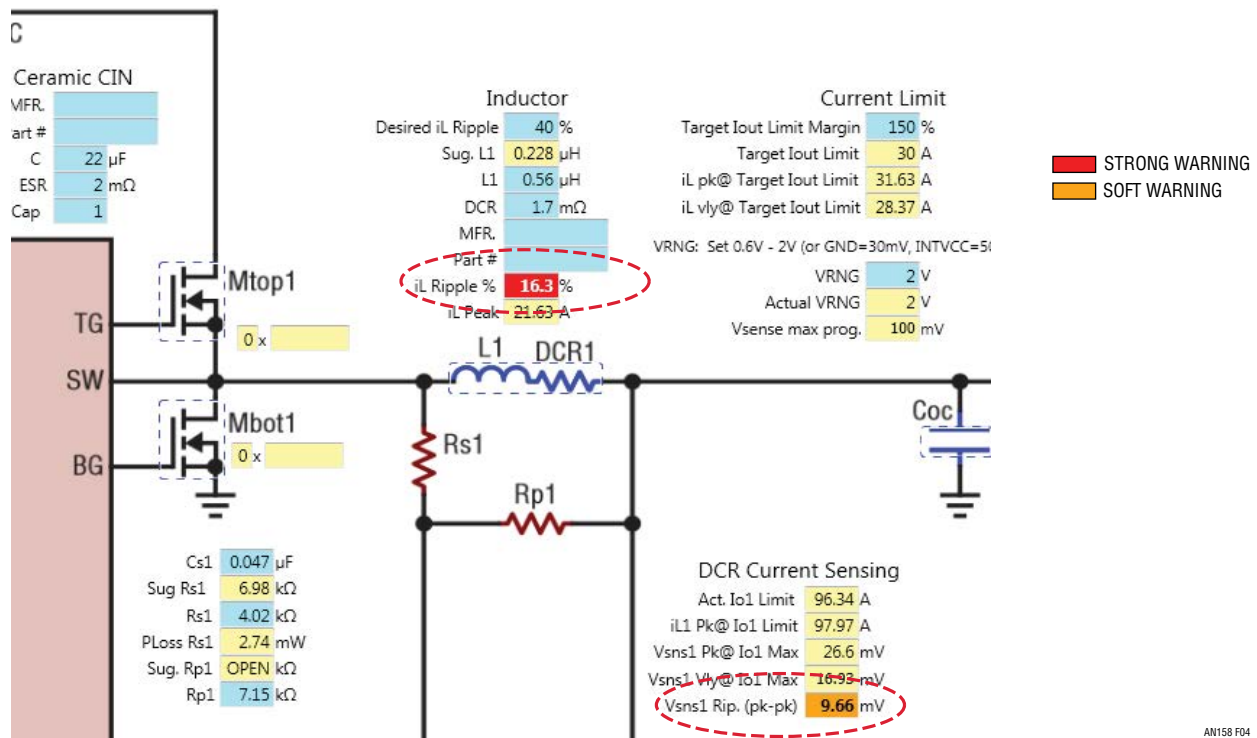 C
Ceramic CIN
MFR.
art #
C 22 µF
ESR 2 mΩ
Cap 1
Inductor
Desired iL Ripple 40 %
Sug. L1 0.228 µH
L1 0.56 µH
DCR 1.7 mΩ
MFR.
Part #
iL Ripple % 16.3 %
iL Peak 21.63 A
Current Limit
Target Iout Limit Margin 150 %
Target Iout Limit 30 A
iL pk@ Target Iout Limit 31.63 A
iL vly@ Target Iout Limit 28.37 A
VRNG: Set 0.6V - 2V (or GND=30mV, INTVCC=5(
VRNG 2 V
Actual VRNG 2 V
Vsense max prog. 100 mV
STRONG WARNING
SOFT WARNING
Mtop1
TG
0 x
SW
L1 DCR1
Mbot1
BG
0 x
Rs1
Rp1
Coc
Cs1 0.047 µF
Sug Rs1 6.98 kΩ
Rs1 4.02 kΩ
PLoss Rs1 2.74 mW
Sug. Rp1 OPEN kΩ
Rp1 7.15 kΩ
DCR Current Sensing
Act. Io1 Limit 96.34 A
iL1 Pk@ Io1 Limit 97.97 A
Vsns1 Pk@ Io1 Max 26.6 mV
Vsns1 Vly@ Io1 Max 16.93 mV
Vsns1 Rip. (pk-pk) 9.66 mV
AN158 F04